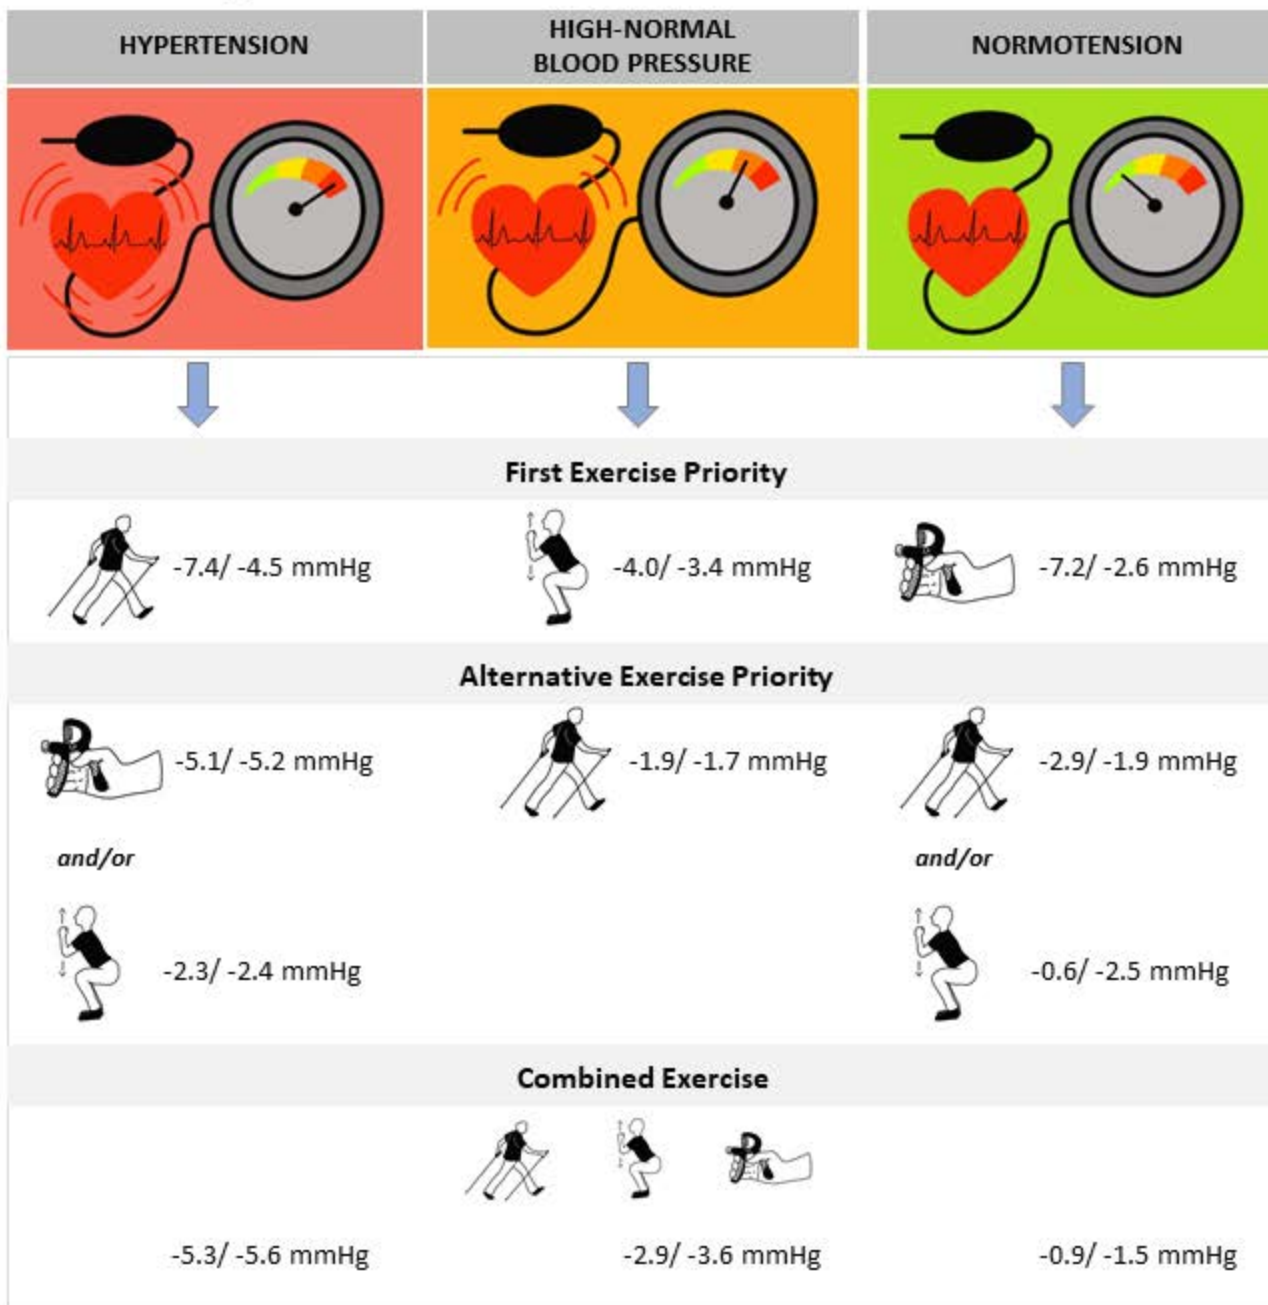 HYPERTENSION
HIGH-NORMAL
BLOOD PRESSURE
NORMOTENSION
First Exercise Priority
-7.4/ -4.5 mmHg
-4.0/ -3.4 mmHg
-7.2/ -2.6 mmHg
Alternative Exercise Priority
-5.1/ -5.2 mmHg
-1.9/ -1.7 mmHg
-2.9/ -1.9 mmHg
and/or
and/or
-2.3/ -2.4 mmHg
-0.6/ -2.5 mmHg
Combined Exercise
-5.3/ -5.6 mmHg
-2.9/ -3.6 mmHg
-0.9/ -1.5 mmHg